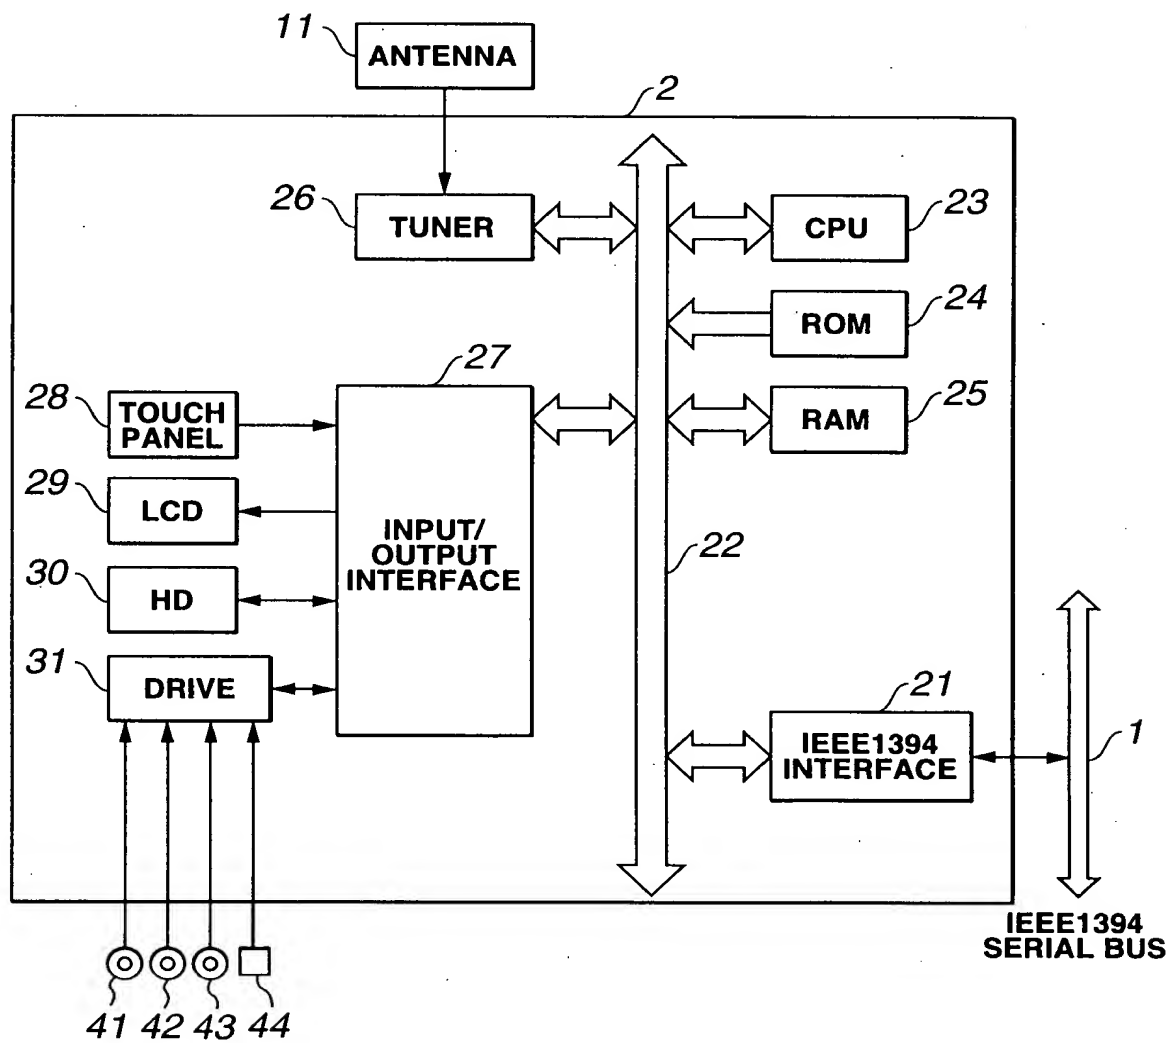 11
ANTENNA
2
26
TUNER
23
CPU
24
ROM
27
28
TOUCH
PANEL
25
RAM
29
LCD
INPUT/
OUTPUT
INTERFACE
22
30
HD
31
DRIVE
21
IEEE1394
INTERFACE
1
IEEE1394
SERIAL BUS
41
42
43
44